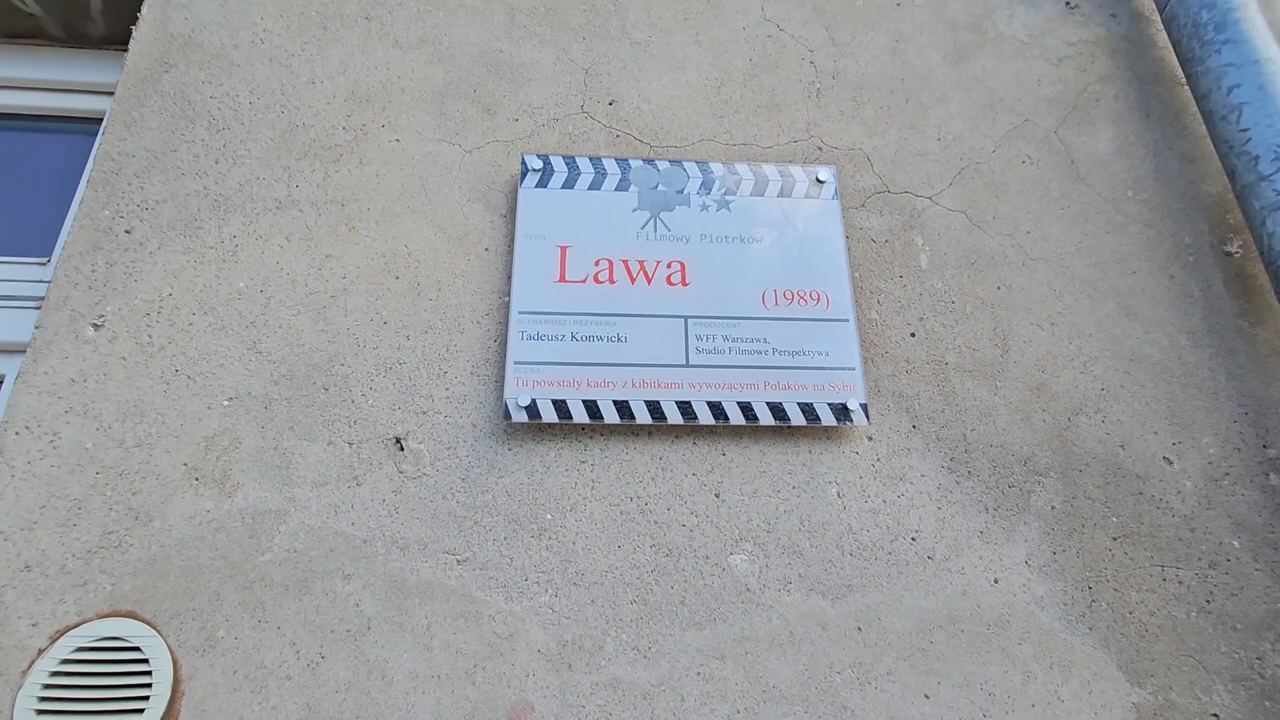 Filmowy Piotrków
Lawa
(1989)
SCENARIUSZ I REŻYSERIA
Tadeusz Konwicki
PRODUCENT
WFF Warszawa,
Studio Filmowe Perspektywa
SCENA
Tu powstały kadry z kibitkami wywożącymi Polaków na Sybir